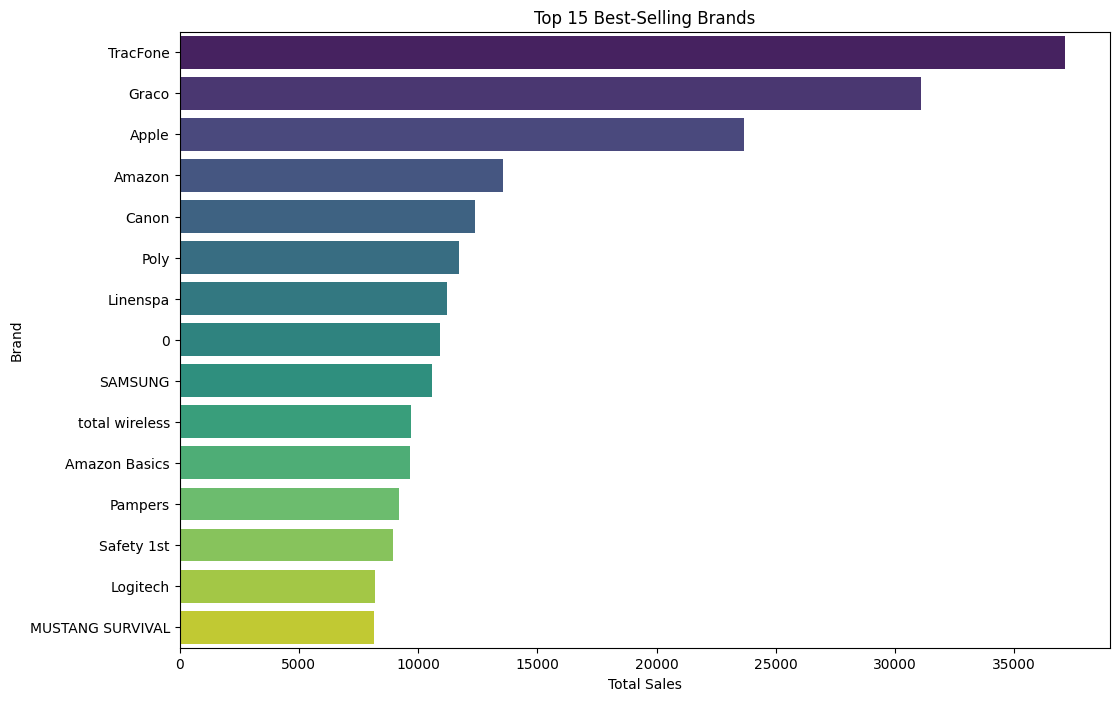 Top 15 Best-Selling Brands
TracFone
Graco
Apple
Amazon
Canon
Poly
Linenspa
0
SAMSUNG
total wireless
Amazon Basics
Pampers
Safety 1st
Logitech
MUSTANG SURVIVAL
Brand
0 5000 10000 15000 20000 25000 30000 35000
Total Sales